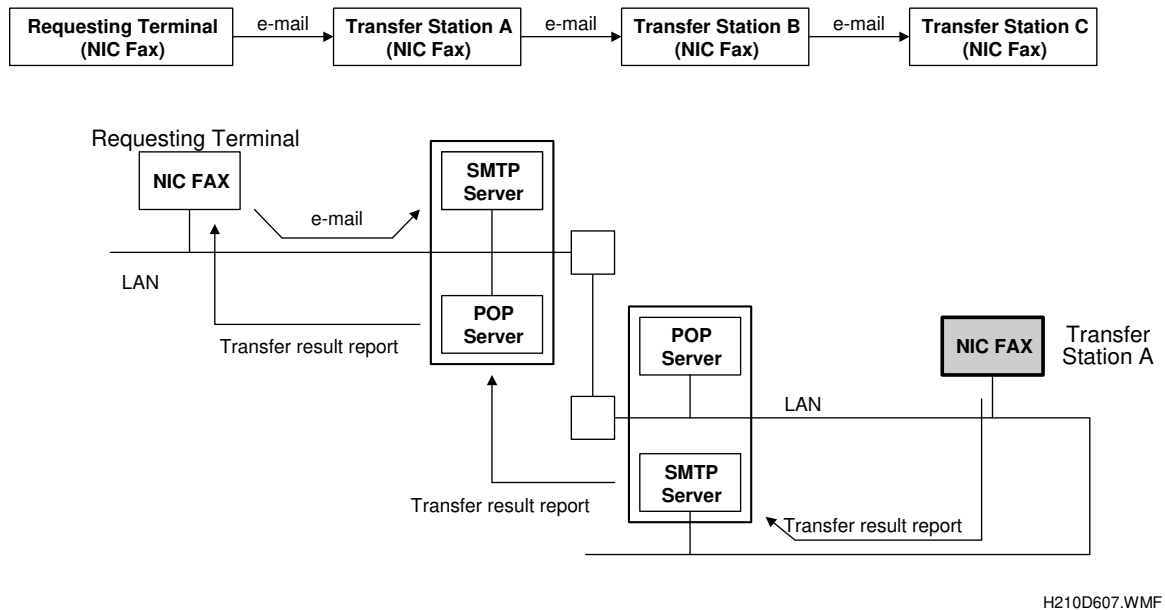 Requesting Terminal
(NIC Fax)
e-mail
Transfer Station A
(NIC Fax)
e-mail
Transfer Station B
(NIC Fax)
e-mail
Transfer Station C
(NIC Fax)
Requesting Terminal
NIC FAX
e-mail
SMTP
Server
LAN
POP
Server
Transfer result report
POP
Server
NIC FAX
Transfer
Station A
LAN
SMTP
Server
Transfer result report
Transfer result report
H210D607.WMF